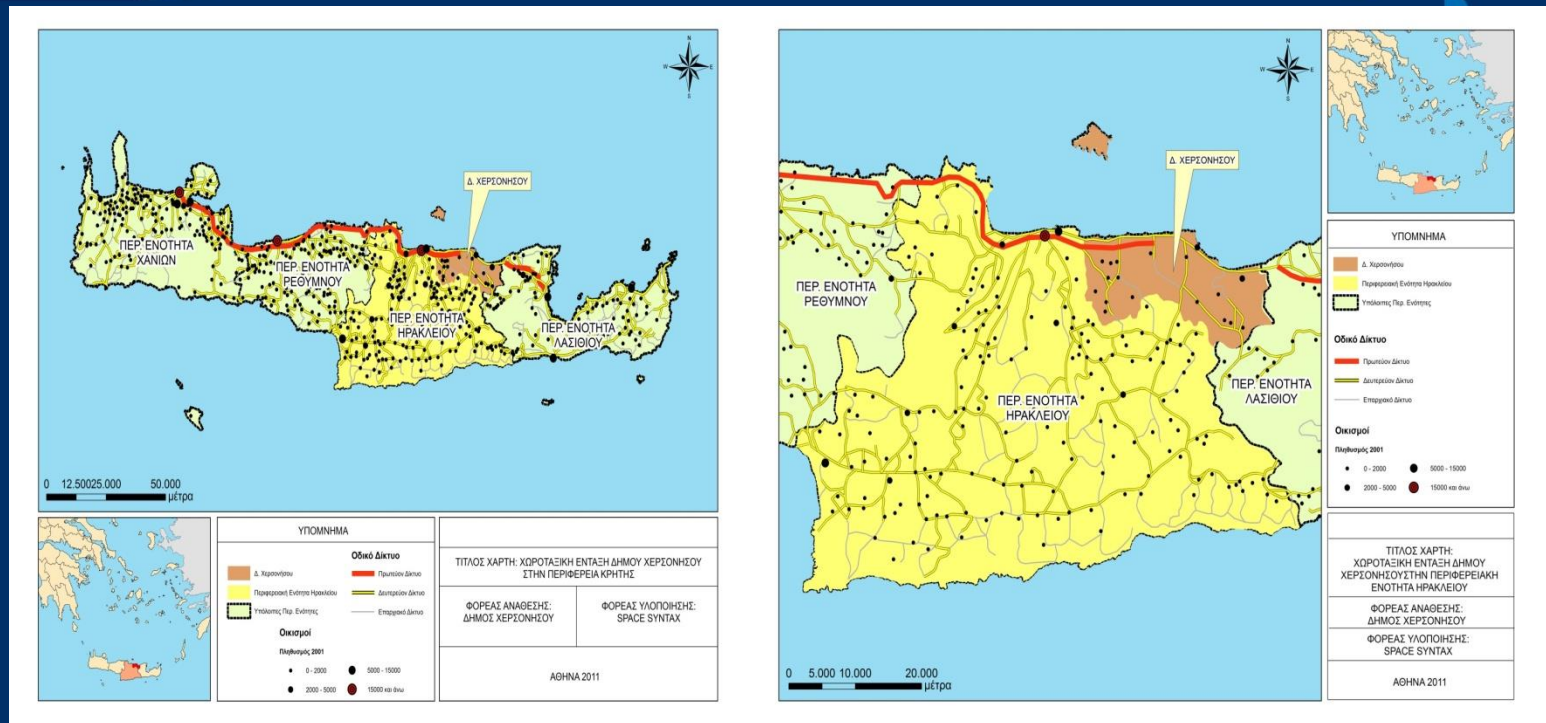 N
W
E
S
Δ. ΧΕΡΣΟΝΗΣΟΥ
ΠΕΡ. ΕΝΟΤΗΤΑ
ΧΑΝΙΩΝ
ΠΕΡ. ΕΝΟΤΗΤΑ
ΡΕΘΥΜΝΟΥ
ΠΕΡ. ΕΝΟΤΗΤΑ
ΗΡΑΚΛΕΙΟΥ
ΠΕΡ. ΕΝΟΤΗΤΑ
ΛΑΣΙΘΙΟΥ
0 12.50025.000 50.000
μέτρα
ΥΠΟΜΝΗΜΑ
Δ. Χερσονήσου
Περιφερειακή Ενότητα Ηρακλείου
Υπόλοιπες Περ. Ενότητες
Οδικό Δίκτυο
Πρωτεύον Δίκτυο
Δευτερεύον Δίκτυο
Επαρχιακό Δίκτυο
Οικισμοί
Πληθυσμός 2001
0 - 2000
5000 - 15000
2000 - 5000
15000 και άνω
ΤΙΤΛΟΣ ΧΑΡΤΗ: ΧΩΡΟΤΑΞΙΚΗ ΕΝΤΑΞΗ ΔΗΜΟΥ ΧΕΡΣΟΝΗΣΟΥ
ΣΤΗΝ ΠΕΡΙΦΕΡΕΙΑ ΚΡΗΤΗΣ
ΦΟΡΕΑΣ ΑΝΑΘΕΣΗΣ:
ΔΗΜΟΣ ΧΕΡΣΟΝΗΣΟΥ
ΦΟΡΕΑΣ ΥΛΟΠΟΙΗΣΗΣ:
SPACE SYNTAX
ΑΘΗΝΑ 2011
N
W
E
S
Δ. ΧΕΡΣΟΝΗΣΟΥ
ΠΕΡ. ΕΝΟΤΗΤΑ
ΡΕΘΥΜΝΟΥ
ΠΕΡ. ΕΝΟΤΗΤΑ
ΗΡΑΚΛΕΙΟΥ
ΠΕΡ. ΕΝΟΤΗΤΑ
ΛΑΣΙΘΙΟΥ
0 5.000 10.000 20.000
μέτρα
ΥΠΟΜΝΗΜΑ
Δ. Χερσονήσου
Περιφερειακή Ενότητα Ηρακλείου
Υπόλοιπες Περ. Ενότητες
Οδικό Δίκτυο
Πρωτεύον Δίκτυο
Δευτερεύον Δίκτυο
Επαρχιακό Δίκτυο
Οικισμοί
Πληθυσμός 2001
0 - 2000
5000 - 15000
2000 - 5000
15000 και άνω
ΤΙΤΛΟΣ ΧΑΡΤΗ:
ΧΩΡΟΤΑΞΙΚΗ ΕΝΤΑΞΗ ΔΗΜΟΥ
ΧΕΡΣΟΝΗΣΟΥΣΤΗΝ ΠΕΡΙΦΕΡΕΙΑΚΗ
ΕΝΟΤΗΤΑ ΗΡΑΚΛΕΙΟΥ
ΦΟΡΕΑΣ ΑΝΑΘΕΣΗΣ:
ΔΗΜΟΣ ΧΕΡΣΟΝΗΣΟΥ
ΦΟΡΕΑΣ ΥΛΟΠΟΙΗΣΗΣ:
SPACE SYNTAX
ΑΘΗΝΑ 2011